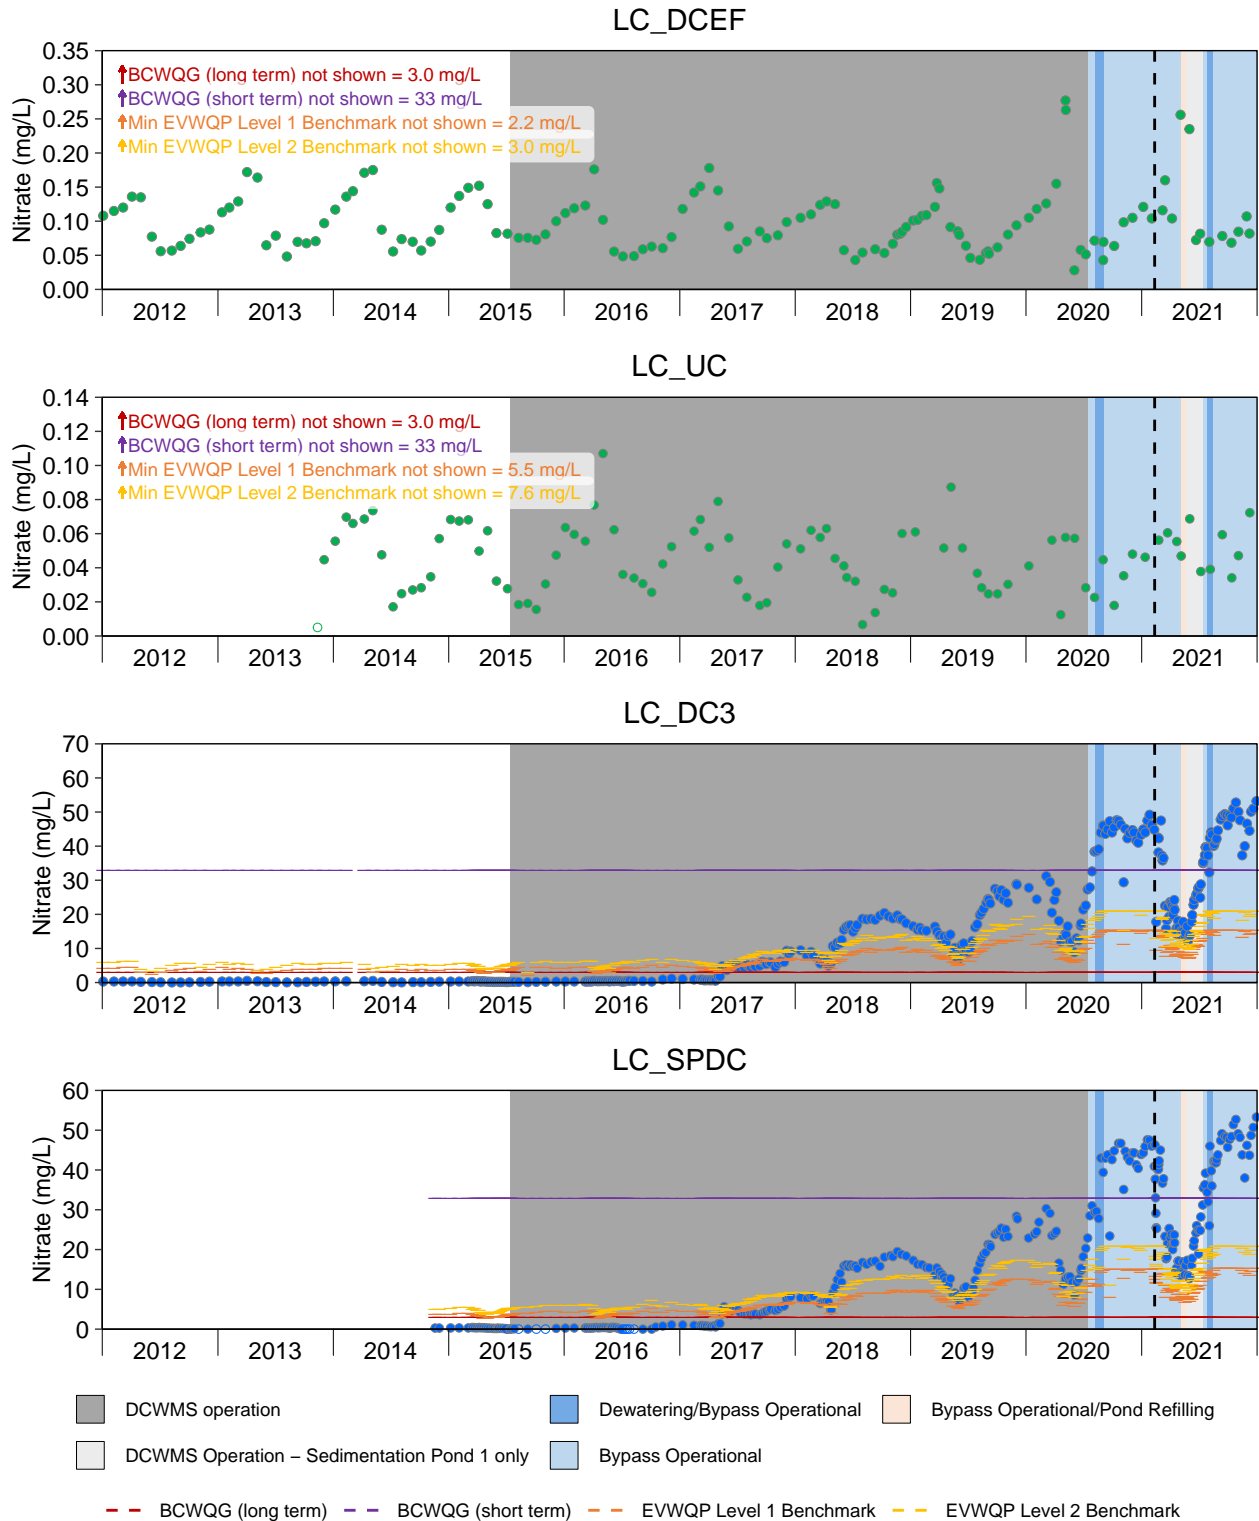 LC_DCEF
Nitrate (mg/L)
0.35
0.30
0.25
0.20
0.15
0.10
0.05
0.00
BCWQG (long term) not shown = 3.0 mg/L
BCWQG (short term) not shown = 33 mg/L
Min EVWQP Level 1 Benchmark not shown = 2.2 mg/L
Min EVWQP Level 2 Benchmark not shown = 3.0 mg/L
2012 2013 2014 2015 2016 2017 2018 2019 2020 2021
LC_UC
Nitrate (mg/L)
0.14
0.12
0.10
0.08
0.06
0.04
0.02
0.00
BCWQG (long term) not shown = 3.0 mg/L
BCWQG (short term) not shown = 33 mg/L
Min EVWQP Level 1 Benchmark not shown = 5.5 mg/L
Min EVWQP Level 2 Benchmark not shown = 7.6 mg/L
2012 2013 2014 2015 2016 2017 2018 2019 2020 2021
LC_DC3
Nitrate (mg/L)
70
60
50
40
30
20
10
0
2012 2013 2014 2015 2016 2017 2018 2019 2020 2021
LC_SPDC
Nitrate (mg/L)
60
50
40
30
20
10
0
2012 2013 2014 2015 2016 2017 2018 2019 2020 2021
DCWMS operation Dewatering/Bypass Operational Bypass Operational/Pond Refilling
DCWMS Operation − Sedimentation Pond 1 only Bypass Operational
BCWQG (long term) BCWQG (short term) EVWQP Level 1 Benchmark EVWQP Level 2 Benchmark